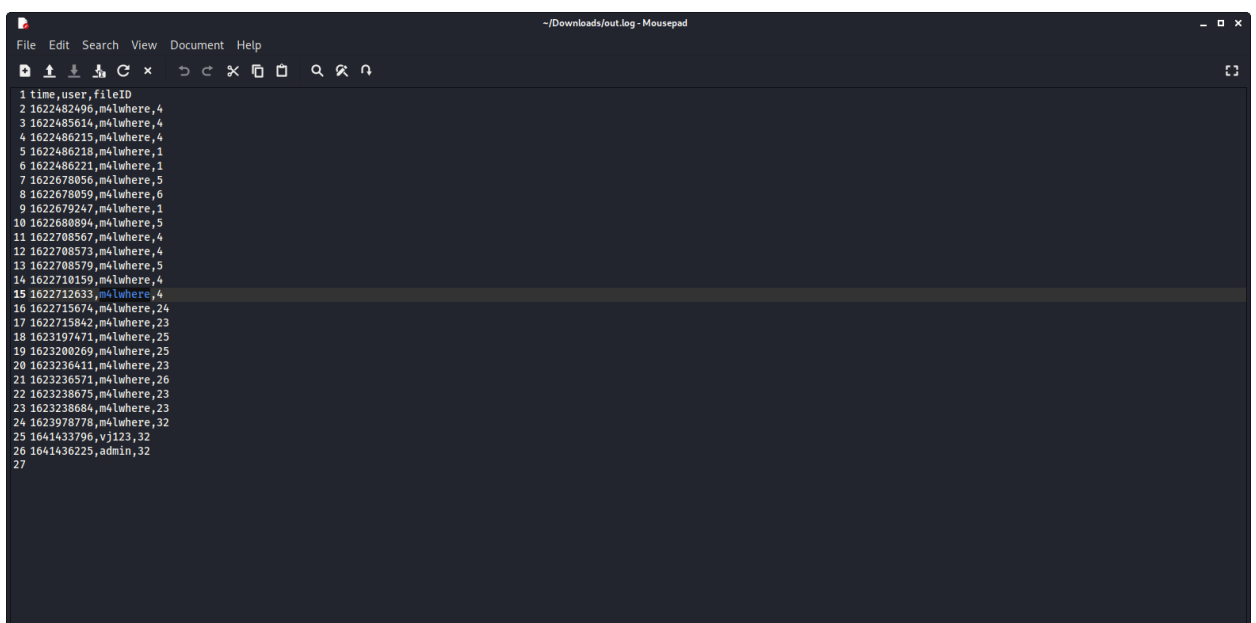 ~/Downloads/out.log - Mousepad
File Edit Search View Document Help
1 time,user,fileID
2 1622482496,m4lwhere,4
3 1622485614,m4lwhere,4
4 1622486215,m4lwhere,4
5 1622486218,m4lwhere,1
6 1622486221,m4lwhere,1
7 1622678056,m4lwhere,5
8 1622678059,m4lwhere,6
9 1622679247,m4lwhere,1
10 1622680894,m4lwhere,5
11 1622708567,m4lwhere,4
12 1622708573,m4lwhere,4
13 1622708579,m4lwhere,5
14 1622710159,m4lwhere,4
15 1622712633,m4lwhere,4
16 1622715674,m4lwhere,24
17 1622715842,m4lwhere,23
18 1623197471,m4lwhere,25
19 1623200269,m4lwhere,25
20 1623236411,m4lwhere,23
21 1623236571,m4lwhere,26
22 1623238675,m4lwhere,23
23 1623238684,m4lwhere,23
24 1623978778,m4lwhere,32
25 1641433796,vj123,32
26 1641436225,admin,32
27